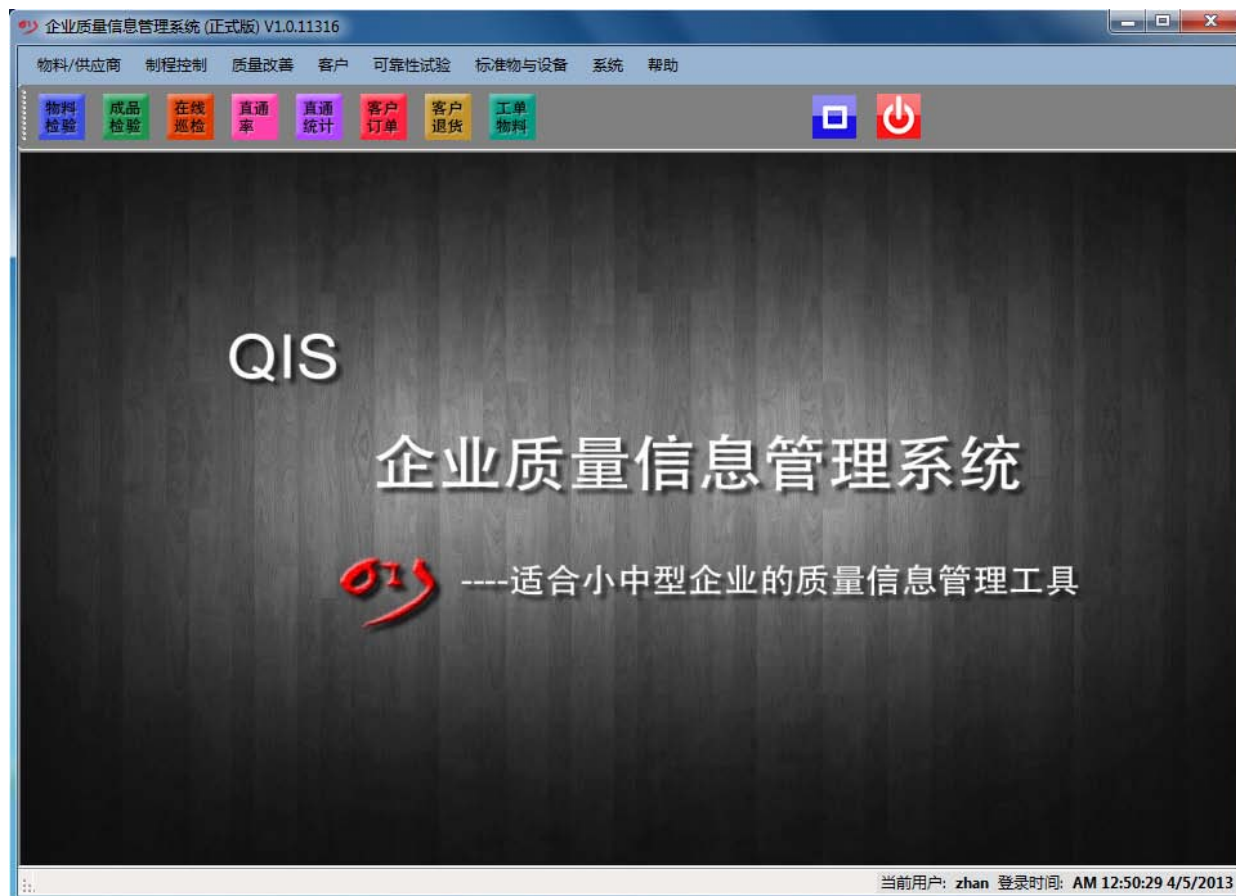 企业质量信息管理系统 (正式版) V1.0.11316
物料/供应商 制程控制 质量改善 客户 可靠性试验 标准物与设备 系统 帮助
物料检验 成品检验 在线巡检 直通率 直通统计 客户订单 客户退货 工单物料
QIS
企业质量信息管理系统
QIS ----适合小中型企业的质量信息管理工具
当前用户: zhan 登录时间: AM 12:50:29 4/5/2013